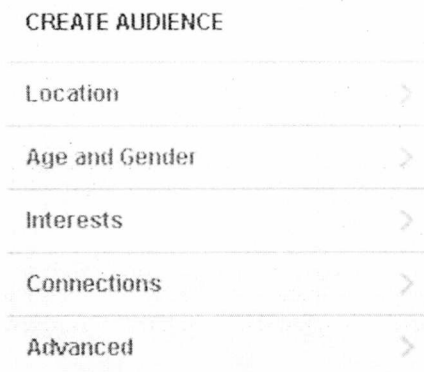 CREATE AUDIENCE
Location
Age and Gender
Interests
Connections
Advanced